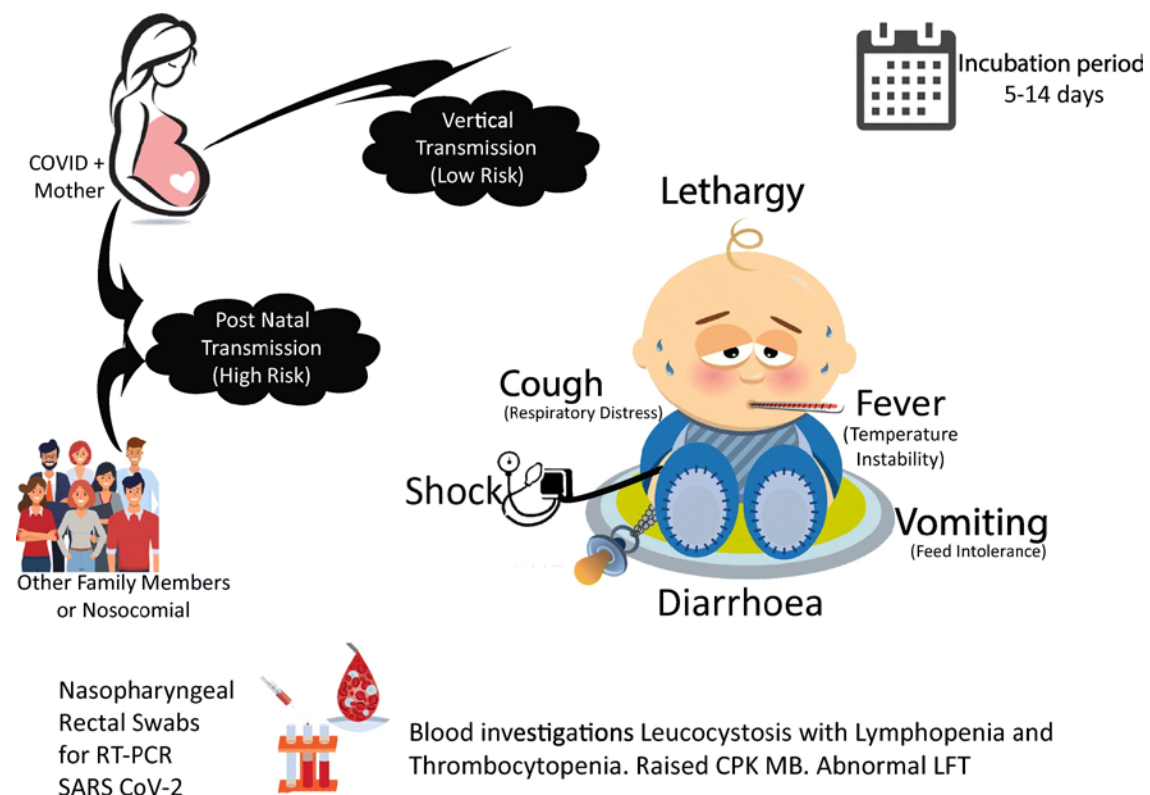 COVID +
Mother
Vertical
Transmission
(Low Risk)
Incubation period
5-14 days
Post Natal
Transmission
(High Risk)
Other Family Members
or Nosocomial
Lethargy
Cough
(Respiratory Distress)
Fever
(Temperature
Instability)
Shock
Vomiting
(Feed Intolerance)
Diarrhoea
Nasopharyngeal
Rectal Swabs
for RT-PCR
SARS CoV-2
Blood investigations Leucocystosis with Lymphopenia and
Thrombocytopenia. Raised CPK MB. Abnormal LFT